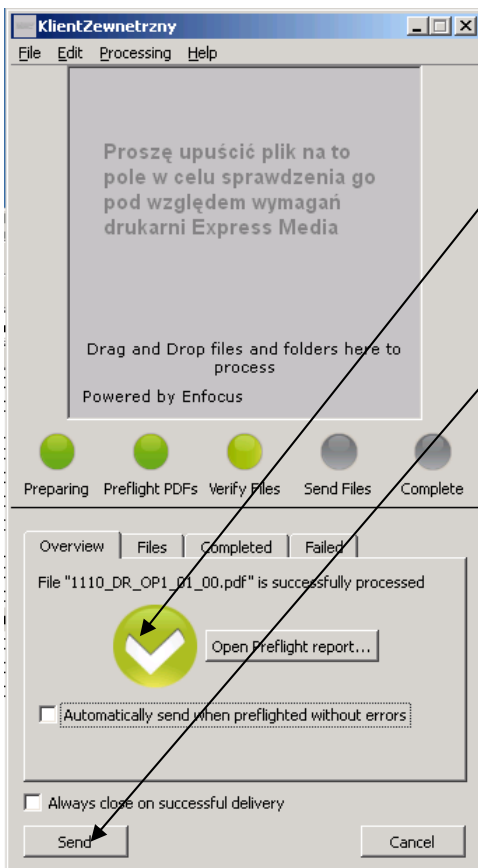 KlientZewnetrzny
File Edit Processing Help
Proszę upuścić plik na to
pole w celu sprawdzenia go
pod względem wymagań
drukarni Express Media
Drag and Drop files and folders here to
process
Powered by Enfocus
Preparing Preflight PDFs Verify Files Send Files Complete
Overview Files Completed Failed
File "1110_DR_OP1_01_00.pdf" is successfully processed
Open Preflight report...
Automatically send when preflighted without errors
Always close on successful delivery
Send Cancel